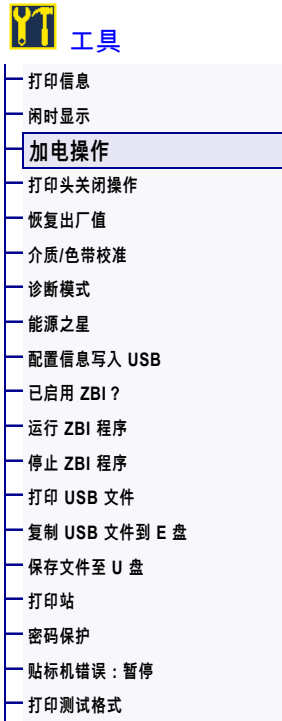 工具
打印信息
闲时显示
加电操作
打印头关闭操作
恢复出厂值
介质/色带校准
诊断模式
能源之星
配置信息写入 USB
已启用 ZBI？
运行 ZBI 程序
停止 ZBI 程序
打印 USB 文件
复制 USB 文件到 E 盘
保存文件至 U 盘
打印站
密码保护
贴标机错误：暂停
打印测试格式